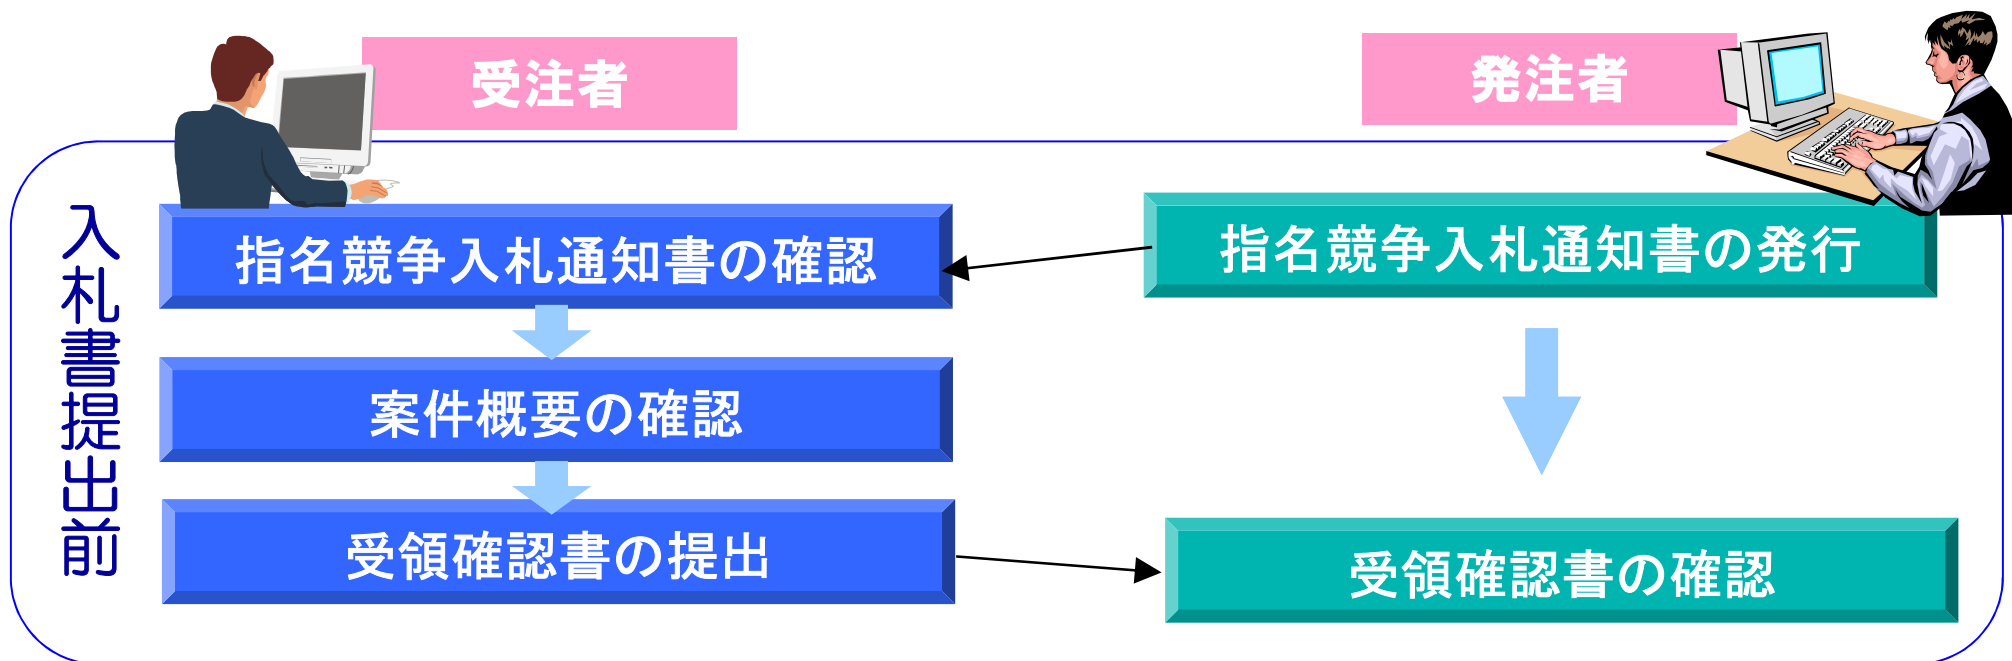 受注者
発注者
入札書提出前
指名競争入札通知書の確認
指名競争入札通知書の発行
案件概要の確認
受領確認書の提出
受領確認書の確認